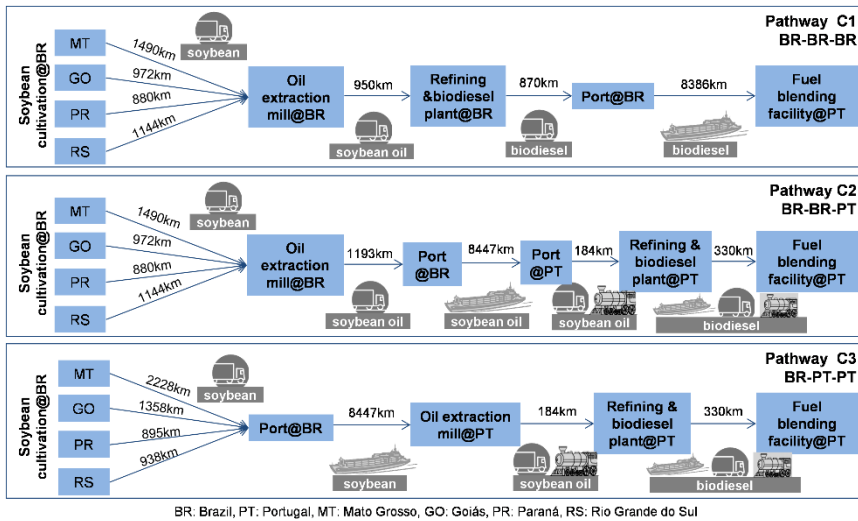 Pathway C1
BR-BR-BR
Soybean
cultivation@BR
MT
GO
PR
RS
1490km
972km
880km
1144km
soybean
Oil
extraction
mill@BR
950km
soybean oil
Refining
&biodiesel
plant@BR
870km
biodiesel
Port@BR
8386km
biodiesel
Fuel
blending
facility@PT
Pathway C2
BR-BR-PT
Soybean
cultivation@BR
MT
GO
PR
RS
1490km
972km
880km
1144km
soybean
Oil
extraction
mill@BR
1193km
soybean oil
Port
@BR
8447km
soybean oil
Port
@PT
184km
soybean oil
Refining &
biodiesel
plant@PT
330km
biodiesel
Fuel
blending
facility@PT
Pathway C3
BR-PT-PT
Soybean
cultivation@BR
MT
GO
PR
RS
2228km
1358km
895km
938km
soybean
Port@BR
8447km
soybean
Oil extraction
mill@PT
184km
soybean oil
Refining &
biodiesel
plant@PT
330km
biodiesel
Fuel
blending
facility@PT
BR: Brazil, PT: Portugal, MT: Mato Grosso, GO: Goiás, PR: Paraná, RS: Rio Grande do Sul